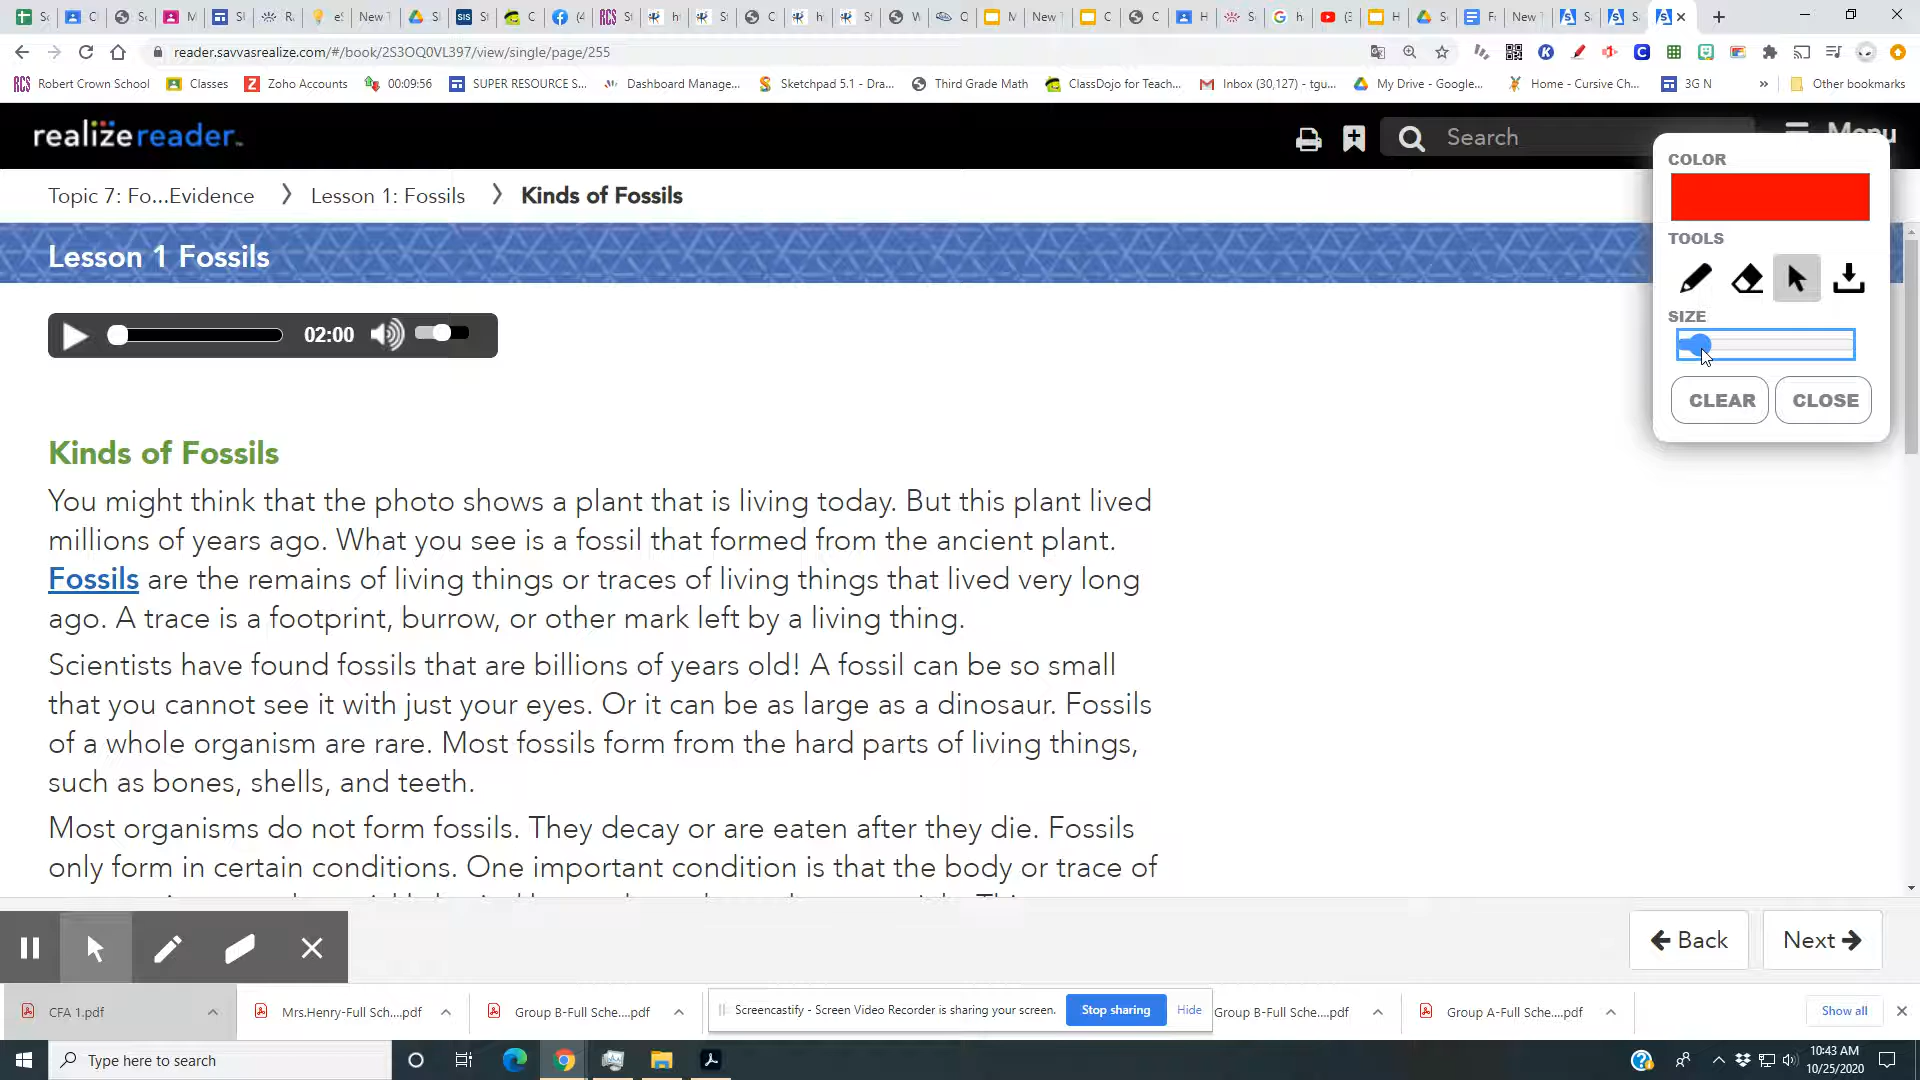 reader.savvasrealize.com/#/book/2S3OQ0VL397/view/single/page/255
RCS Robert Crown School Classes Zoho Accounts 00:09:56 SUPER RESOURCE S... Dashboard Manage... Sketchpad 5.1 - Dra... Third Grade Math ClassDojo for Teach... Inbox (30,127) - tgu... My Drive - Google... Home - Cursive Ch... 3G N » Other bookmarks
realizereader Search Menu
Topic 7: Fo...Evidence Lesson 1: Fossils Kinds of Fossils
Lesson 1 Fossils
COLOR
TOOLS
SIZE
CLEAR CLOSE
02:00
Kinds of Fossils
You might think that the photo shows a plant that is living today. But this plant lived
millions of years ago. What you see is a fossil that formed from the ancient plant.
Fossils are the remains of living things or traces of living things that lived very long
ago. A trace is a footprint, burrow, or other mark left by a living thing.
Scientists have found fossils that are billions of years old! A fossil can be so small
that you cannot see it with just your eyes. Or it can be as large as a dinosaur. Fossils
of a whole organism are rare. Most fossils form from the hard parts of living things,
such as bones, shells, and teeth.
Most organisms do not form fossils. They decay or are eaten after they die. Fossils
only form in certain conditions. One important condition is that the body or trace of
Back Next
CFA 1.pdf Mrs.Henry-Full Sch....pdf Group B-Full Sche....pdf Screencastify - Screen Video Recorder is sharing your screen. Stop sharing Hide Group B-Full Sche....pdf Group A-Full Sche....pdf Show all
Type here to search
10:43 AM
10/25/2020